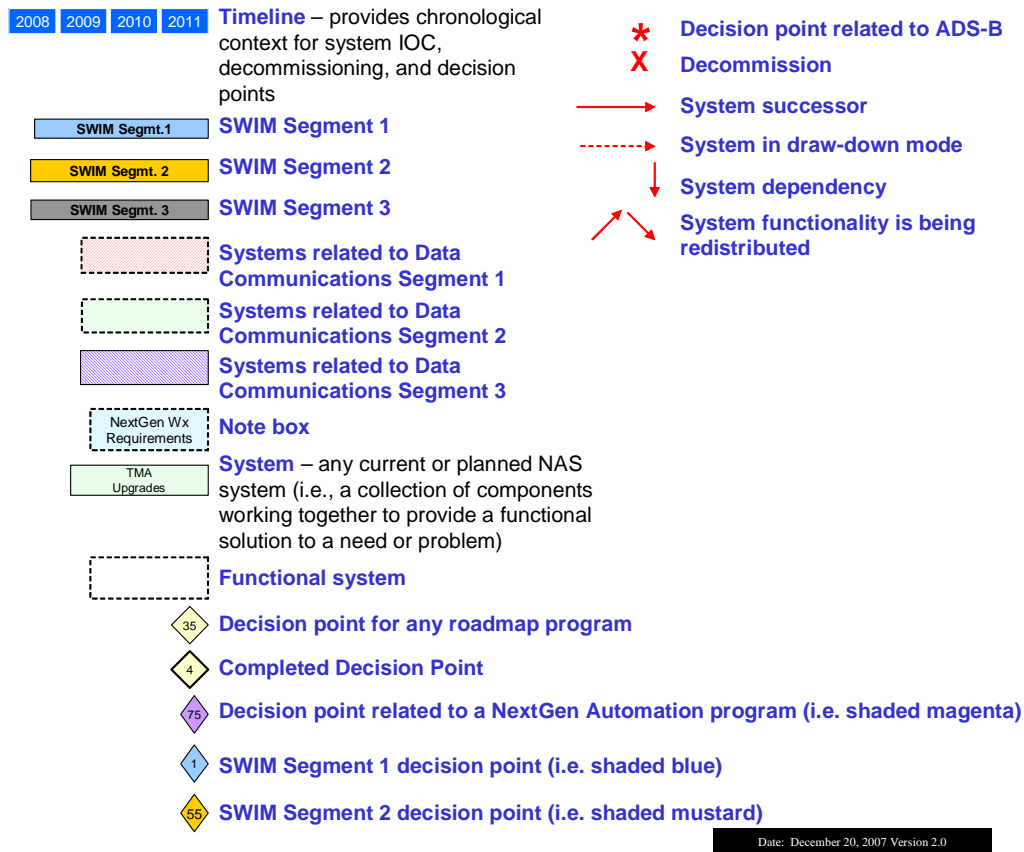 2008 2009 2010 2011
Timeline – provides chronological
context for system IOC,
decommissioning, and decision
points
SWIM Segmt.1
SWIM Segment 1
SWIM Segmt. 2
SWIM Segment 2
SWIM Segmt. 3
SWIM Segment 3
Systems related to Data
Communications Segment 1
Systems related to Data
Communications Segment 2
Systems related to Data
Communications Segment 3
NextGen Wx
Requirements
Note box
TMA
Upgrades
System – any current or planned NAS
system (i.e., a collection of components
working together to provide a functional
solution to a need or problem)
Functional system
35
Decision point for any roadmap program
4
Completed Decision Point
75
Decision point related to a NextGen Automation program (i.e. shaded magenta)
1
SWIM Segment 1 decision point (i.e. shaded blue)
55
SWIM Segment 2 decision point (i.e. shaded mustard)
* Decision point related to ADS-B
X Decommission
System successor
System in draw-down mode
System dependency
System functionality is being
redistributed
Date: December 20, 2007 Version 2.0